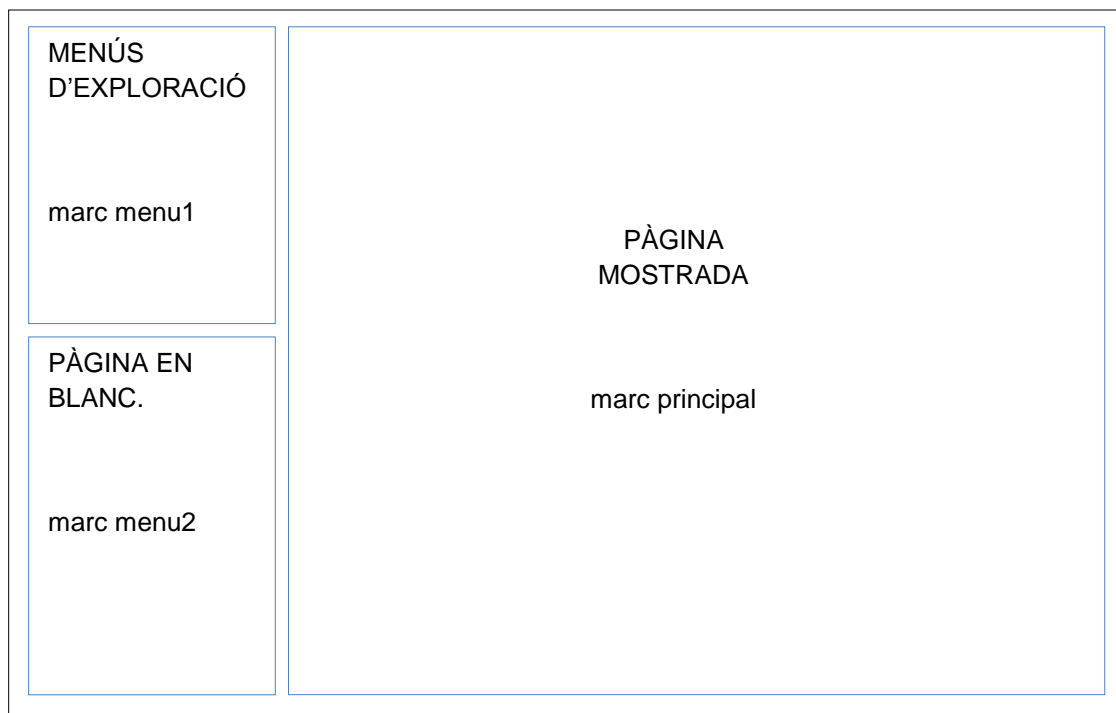 MENÚS
D'EXPLORACIÓ
marc menu1
PÀGINA EN
BLANC.
marc menu2
PÀGINA
MOSTRADA
marc principal